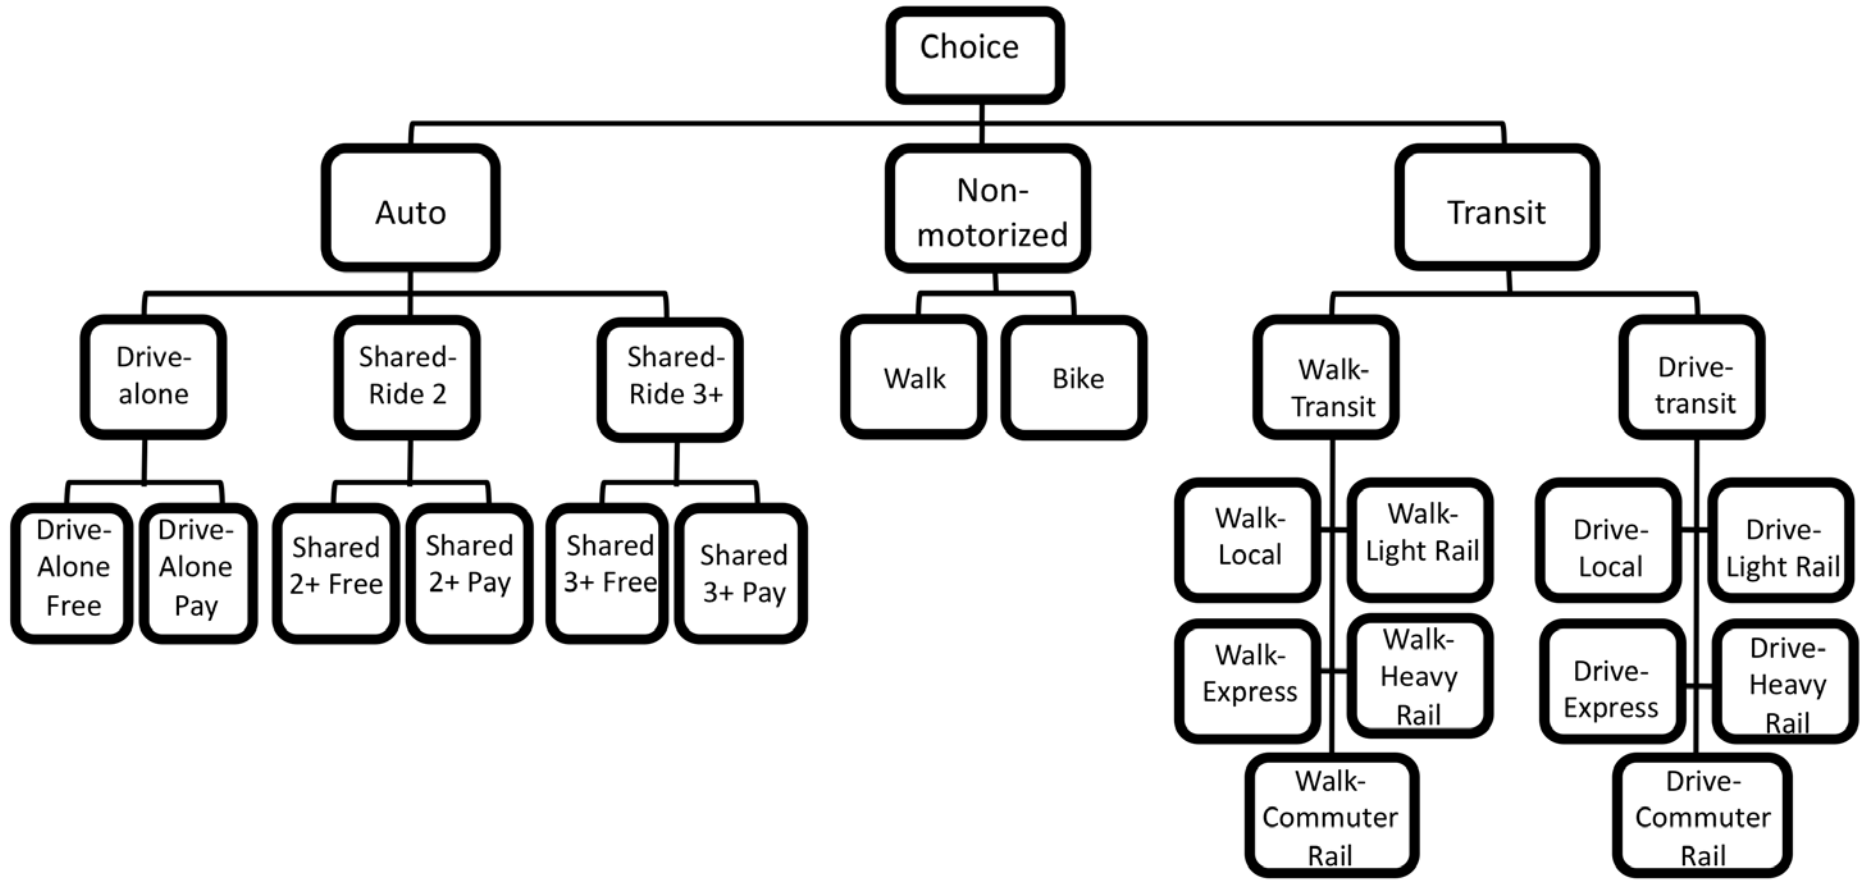 Choice
Auto
Non-
motorized
Transit
Drive-
alone
Shared-
Ride 2
Shared-
Ride 3+
Walk
Bike
Walk-
Transit
Drive-
transit
Drive-
Alone
Free
Drive-
Alone
Pay
Shared
2+ Free
Shared
2+ Pay
Shared
3+ Free
Shared
3+ Pay
Walk-
Local
Walk-
Light Rail
Walk-
Express
Walk-
Heavy
Rail
Walk-
Commuter
Rail
Drive-
Local
Drive-
Light Rail
Drive-
Express
Drive-
Heavy
Rail
Drive-
Commuter
Rail